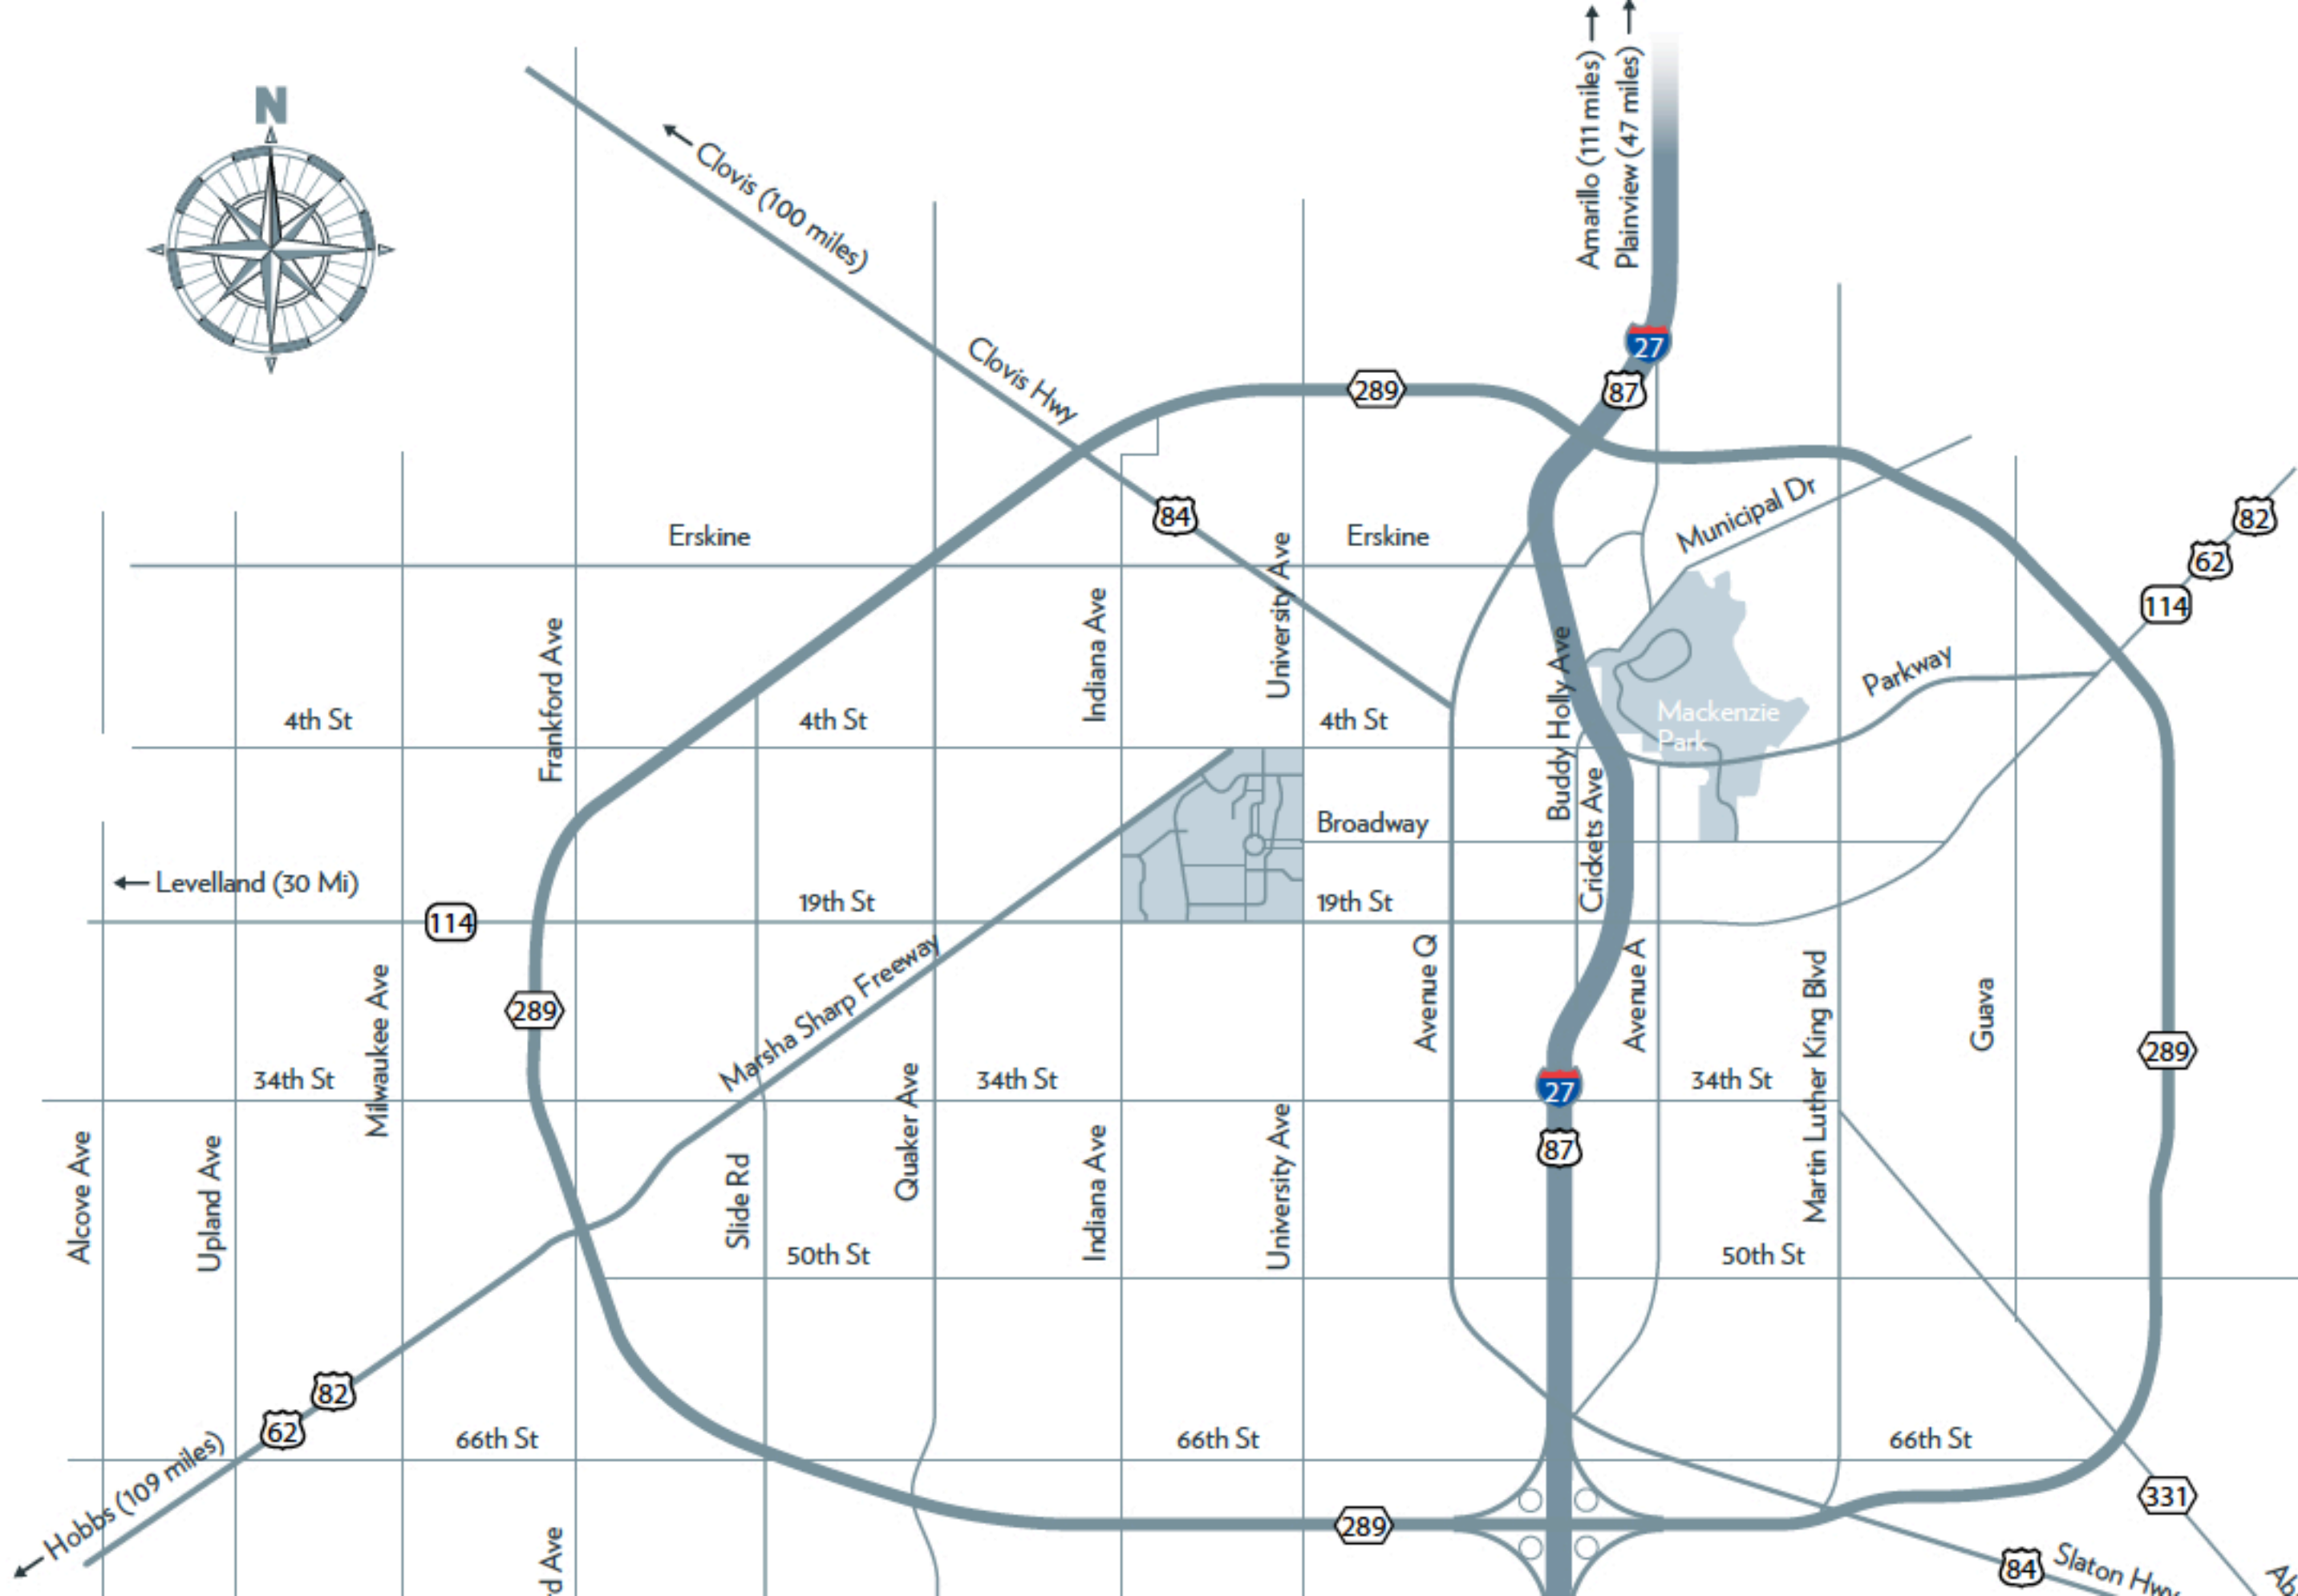 N
Amarillo (111 miles)
Plainview (47 miles)
Clovis (100 miles)
Clovis Hwy
27
87
289
84
Erskine
Erskine
Municipal Dr
82
62
114
Frankford Ave
Indiana Ave
University Ave
Buddy Holly Ave
Parkway
Mackenzie
Park
4th St
4th St
4th St
Broadway
Crickets Ave
Levelland (30 Mi)
114
19th St
19th St
Milwaukee Ave
289
Marsha Sharp Freeway
Avenue Q
Avenue A
Martin Luther King Blvd
Guava
289
34th St
34th St
34th St
27
87
Alcove Ave
Upland Ave
Slide Rd
Quaker Ave
Indiana Ave
University Ave
50th St
50th St
82
62
Hobbs (109 miles)
66th St
66th St
66th St
289
331
84
Slaton Hwy
d Ave